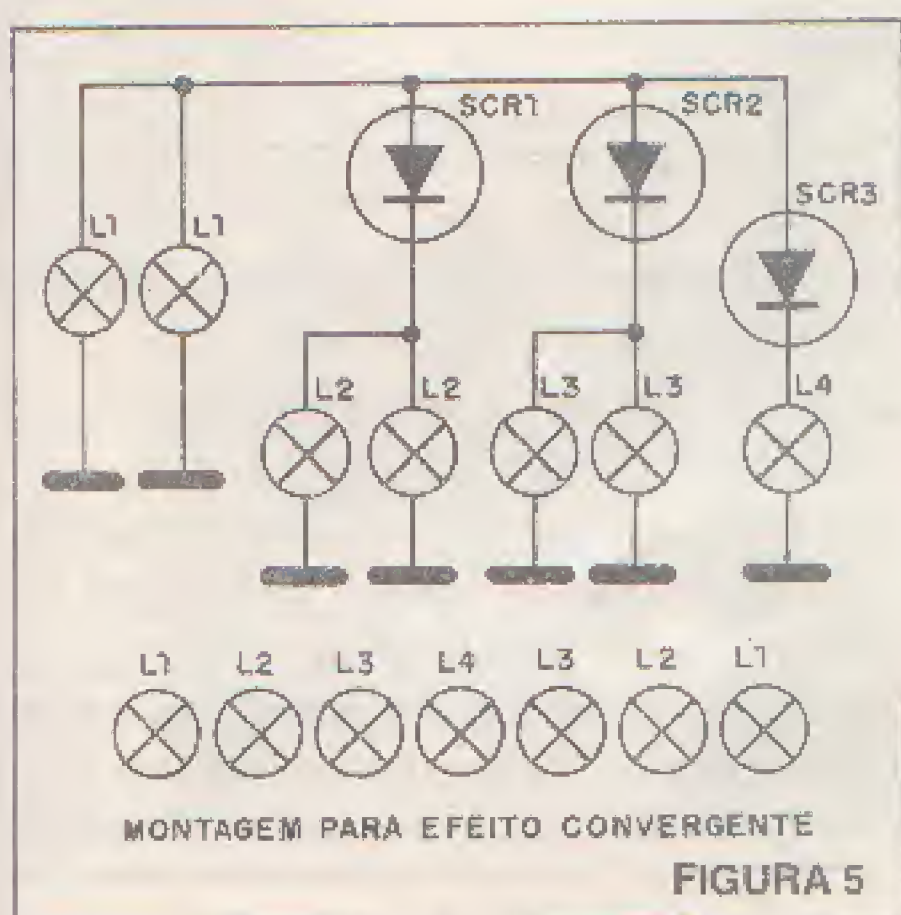 SCR1 SCR2
SCR3
L1 L1
L2 L2 L3 L3 L4
L1 L2 L3 L4 L3 L2 L1
MONTAGEM PARA EFEITO CONVERGENTE
FIGURA 5